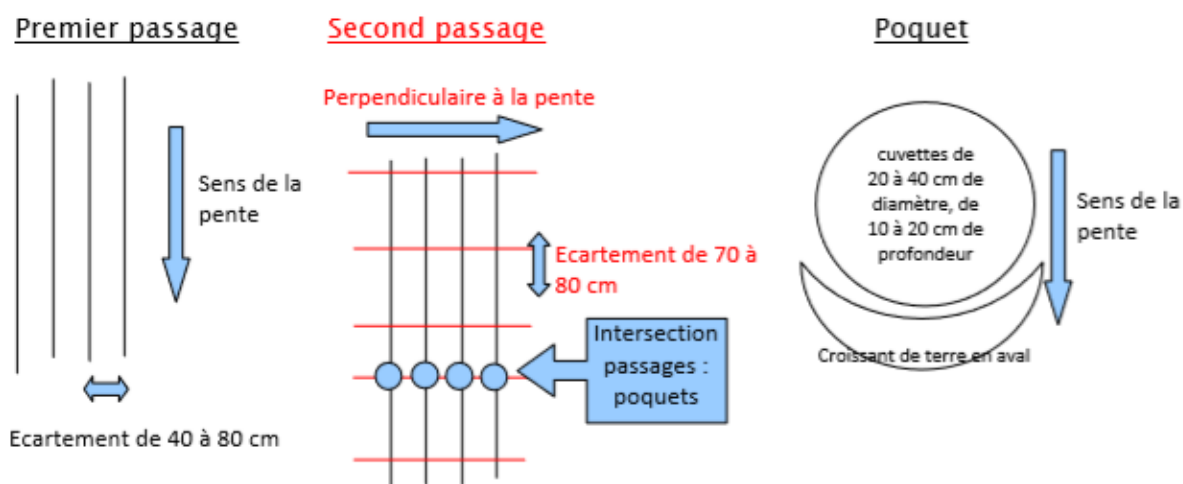 Premier passage
Sens de la
pente
Ecartement de 40 à 80 cm
Second passage
Perpendiculaire à la pente
Ecartement de 70 à
80 cm
Intersection
passages :
poquets
Poquet
cuvettes de
20 à 40 cm de
diamètre, de
10 à 20 cm de
profondeur
Sens de la
pente
Croissant de terre en aval